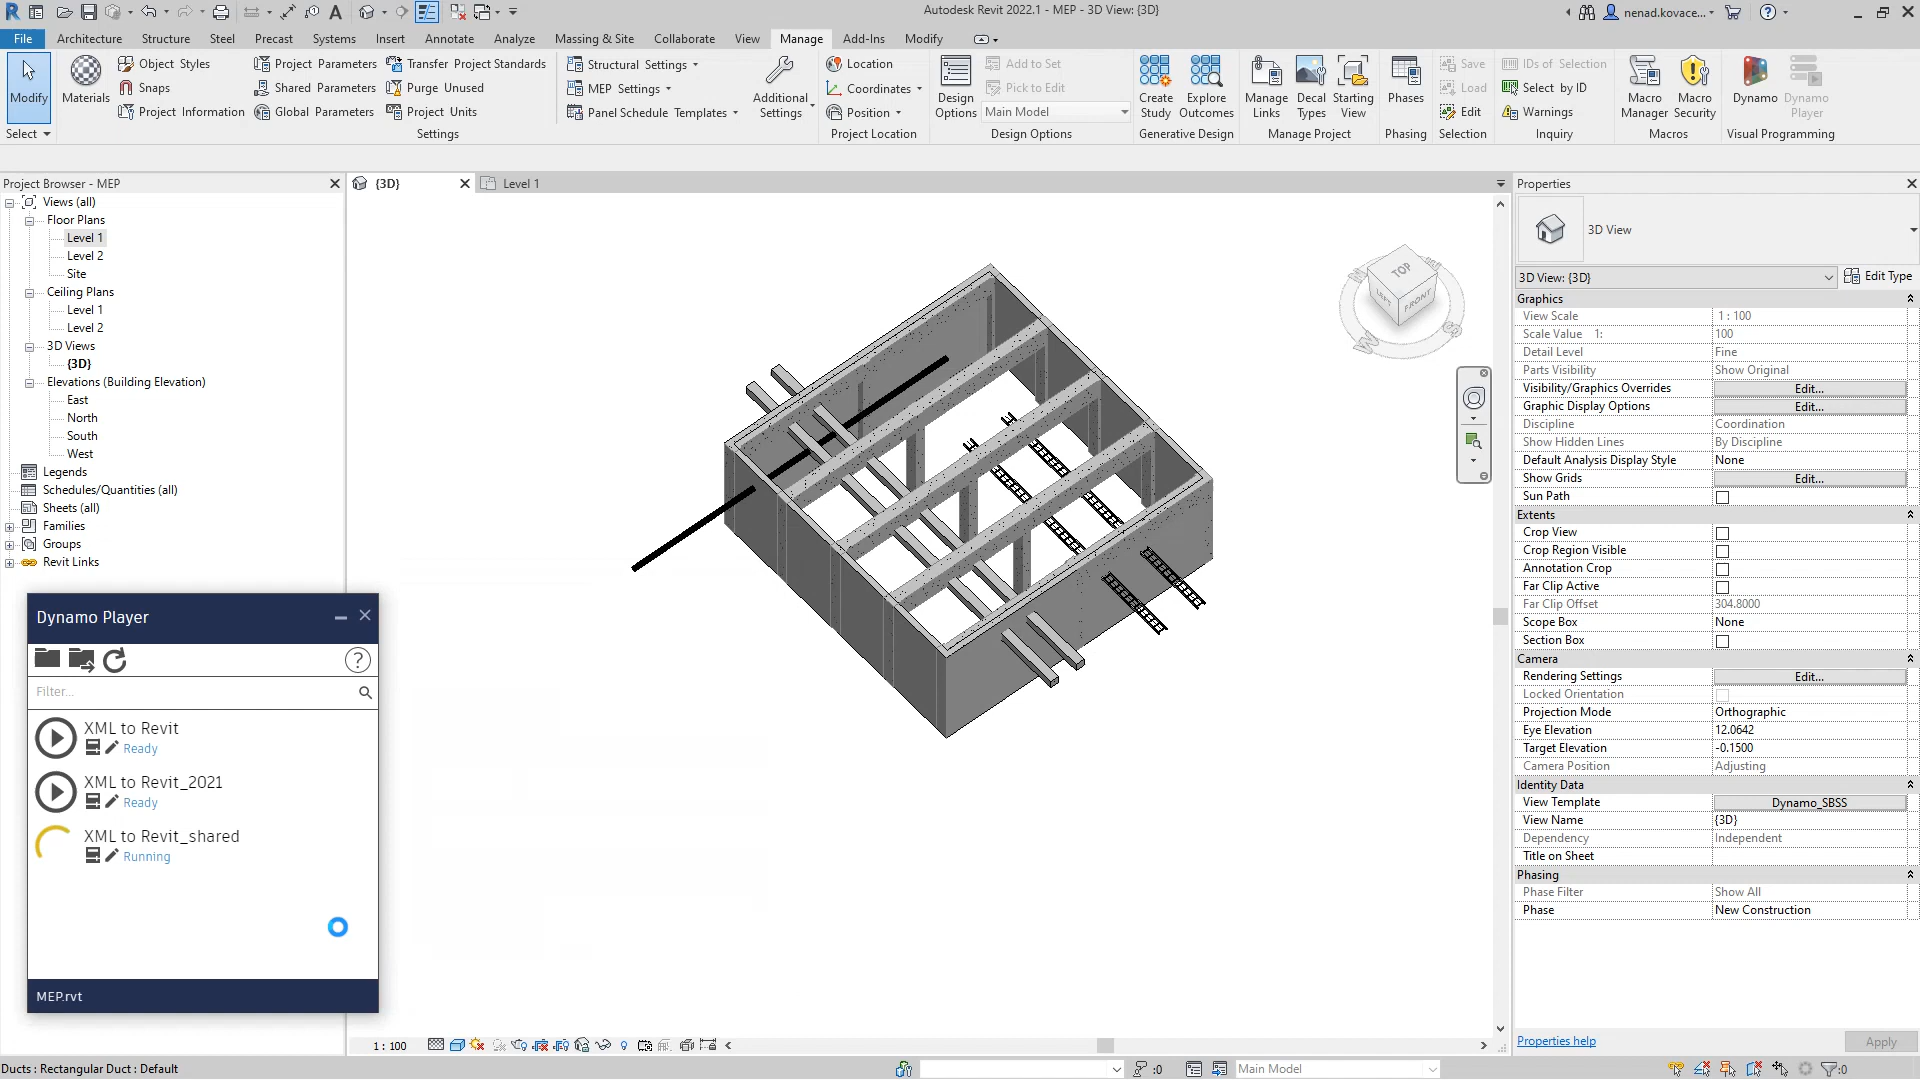 Autodesk Revit 2022.1 - MEP - 3D View: {3D}
nenad.kovace...
File Architecture Structure Steel Precast Systems Insert Annotate Analyze Massing & Site Collaborate View Manage Add-Ins Modify
Modify
Select
Materials
Object Styles
Snaps
Project Information
Project Parameters
Shared Parameters
Global Parameters
Transfer Project Standards
Purge Unused
Project Units
Settings
Structural Settings
MEP Settings
Panel Schedule Templates
Additional Settings
Location
Coordinates
Position
Project Location
Design Options
Add to Set
Pick to Edit
Main Model
Design Options
Create Study
Explore Outcomes
Generative Design
Manage Links
Decal Types
Starting View
Manage Project
Phases
Phasing
Save
Load
Edit
Selection
IDs of Selection
Select by ID
Warnings
Inquiry
Macro Manager
Macro Security
Macros
Dynamo
Dynamo Player
Visual Programming
Project Browser - MEP
Views (all)
Floor Plans
Level 1
Level 2
Site
Ceiling Plans
Level 1
Level 2
3D Views
{3D}
Elevations (Building Elevation)
East
North
South
West
Legends
Schedules/Quantities (all)
Sheets (all)
Families
Groups
Revit Links
{3D}
Level 1
TOP
LEFT
FRONT
W
S
Dynamo Player
?
Filter...
XML to Revit
Ready
XML to Revit_2021
Ready
XML to Revit_shared
Running
MEP.rvt
Properties
3D View
3D View: {3D} Edit Type
Graphics
View Scale 1 : 100
Scale Value 1: 100
Detail Level Fine
Parts Visibility Show Original
Visibility/Graphics Overrides Edit...
Graphic Display Options Edit...
Discipline Coordination
Show Hidden Lines By Discipline
Default Analysis Display Style None
Show Grids Edit...
Sun Path
Extents
Crop View
Crop Region Visible
Annotation Crop
Far Clip Active
Far Clip Offset 304.8000
Scope Box None
Section Box
Camera
Rendering Settings Edit...
Locked Orientation
Projection Mode Orthographic
Eye Elevation 12.0642
Target Elevation -0.1500
Camera Position Adjusting
Identity Data
View Template Dynamo_SBSS
View Name {3D}
Dependency Independent
Title on Sheet
Phasing
Phase Filter Show All
Phase New Construction
Properties help Apply
1 : 100
Ducts : Rectangular Duct : Default
:0
Main Model
:0